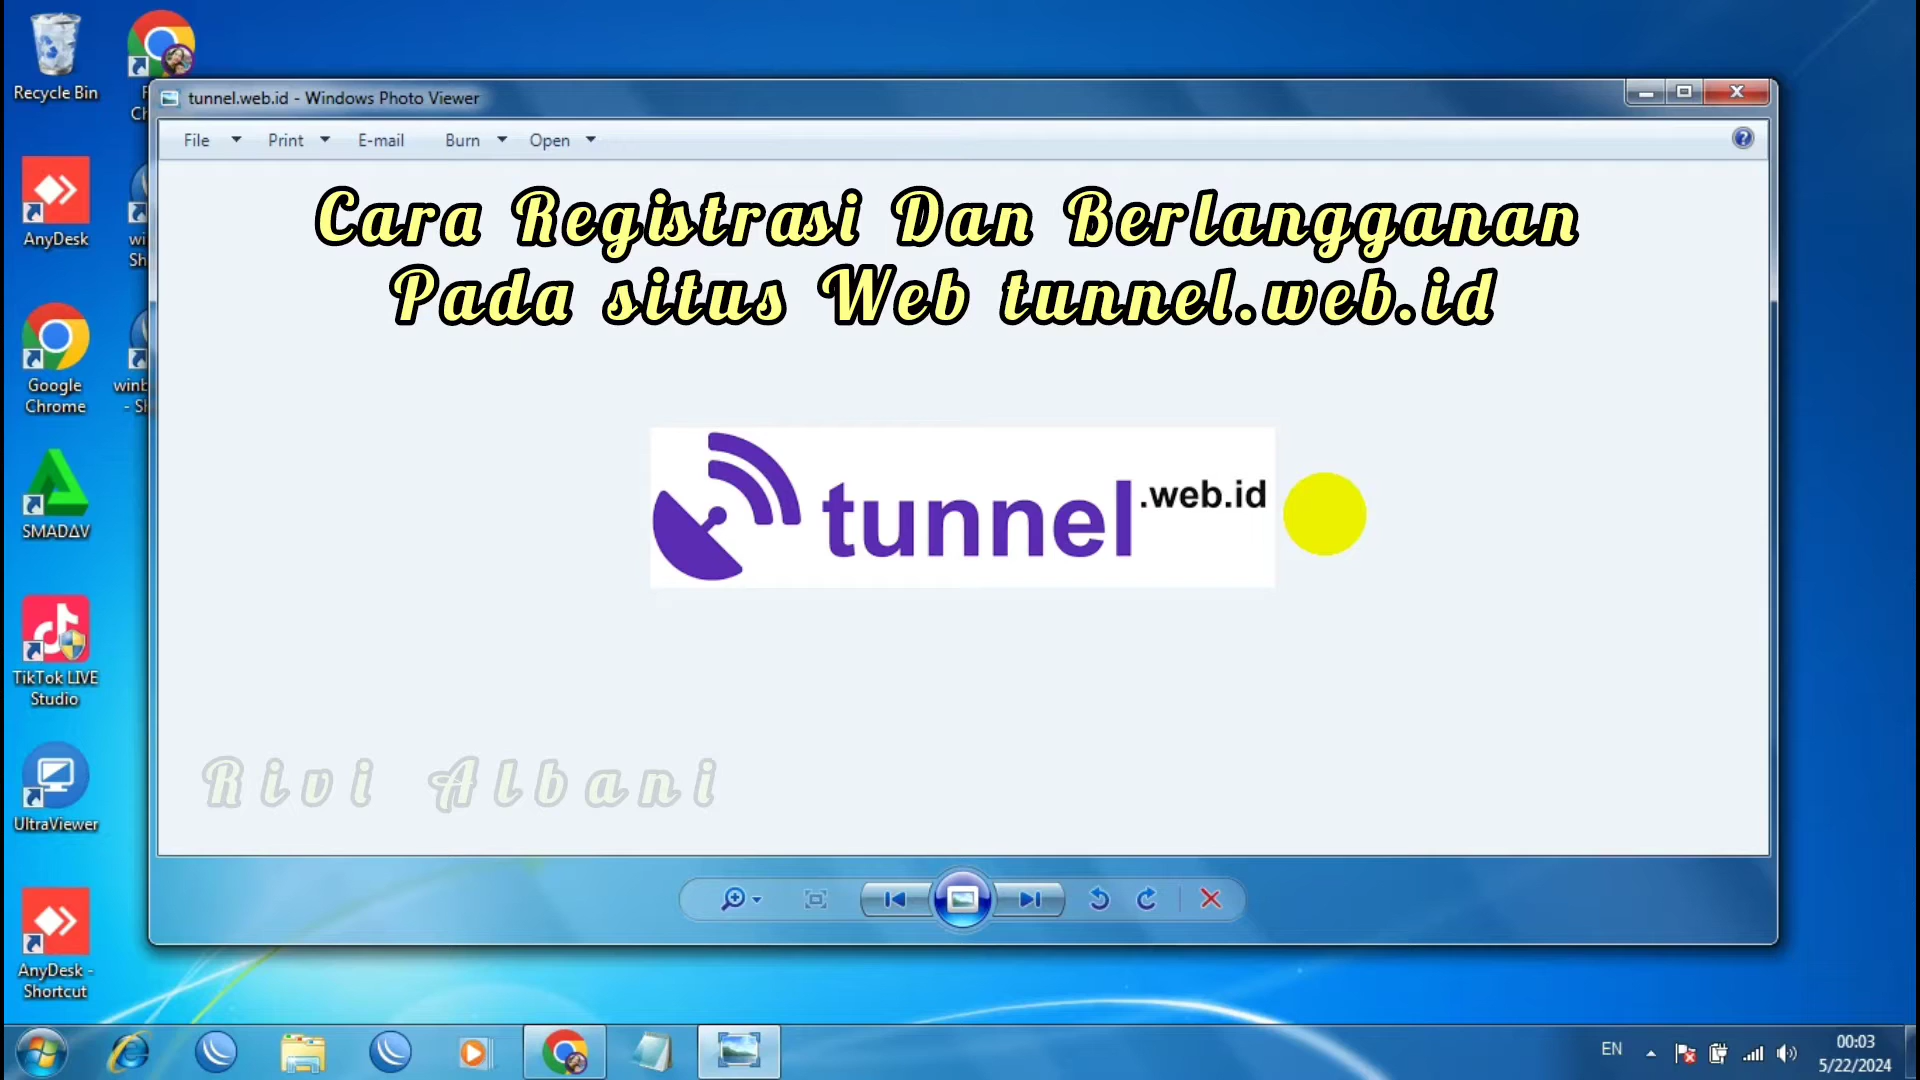 Recycle Bin
AnyDesk
Google
Chrome
SMADΔV
TikTok LIVE
Studio
UltraViewer
AnyDesk -
Shortcut
tunnel.web.id - Windows Photo Viewer
File
Print
E-mail
Burn
Open
Cara Registrasi Dan Berlangganan
Pada situs Web tunnel.web.id
tunnel.web.id
Rivi Albani
EN
00:03
5/22/2024